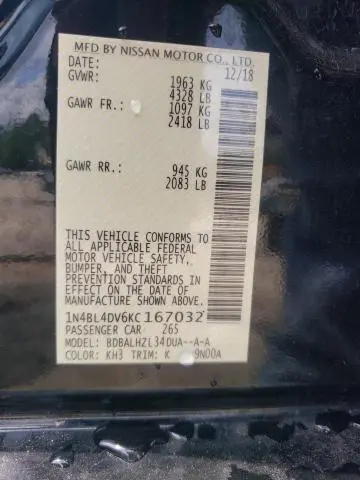 MFD BY NISSAN MOTOR CO., LTD.
DATE: 12/18
GVWR: 1963 KG
4328 LB
GAWR FR.: 1097 KG
2418 LB
GAWR RR.: 945 KG
2083 LB
THIS VEHICLE CONFORMS TO
ALL APPLICABLE FEDERAL
MOTOR VEHICLE SAFETY,
BUMPER, AND THEFT
PREVENTION STANDARDS IN
EFFECT ON THE DATE OF
MANUFACTURE SHOWN ABOVE.
1N4BL4DV6KC167032
PASSENGER CAR 265
MODEL: BDBALHZL34DUA--A-A
COLOR: KH3 TRIM: K 9N00A